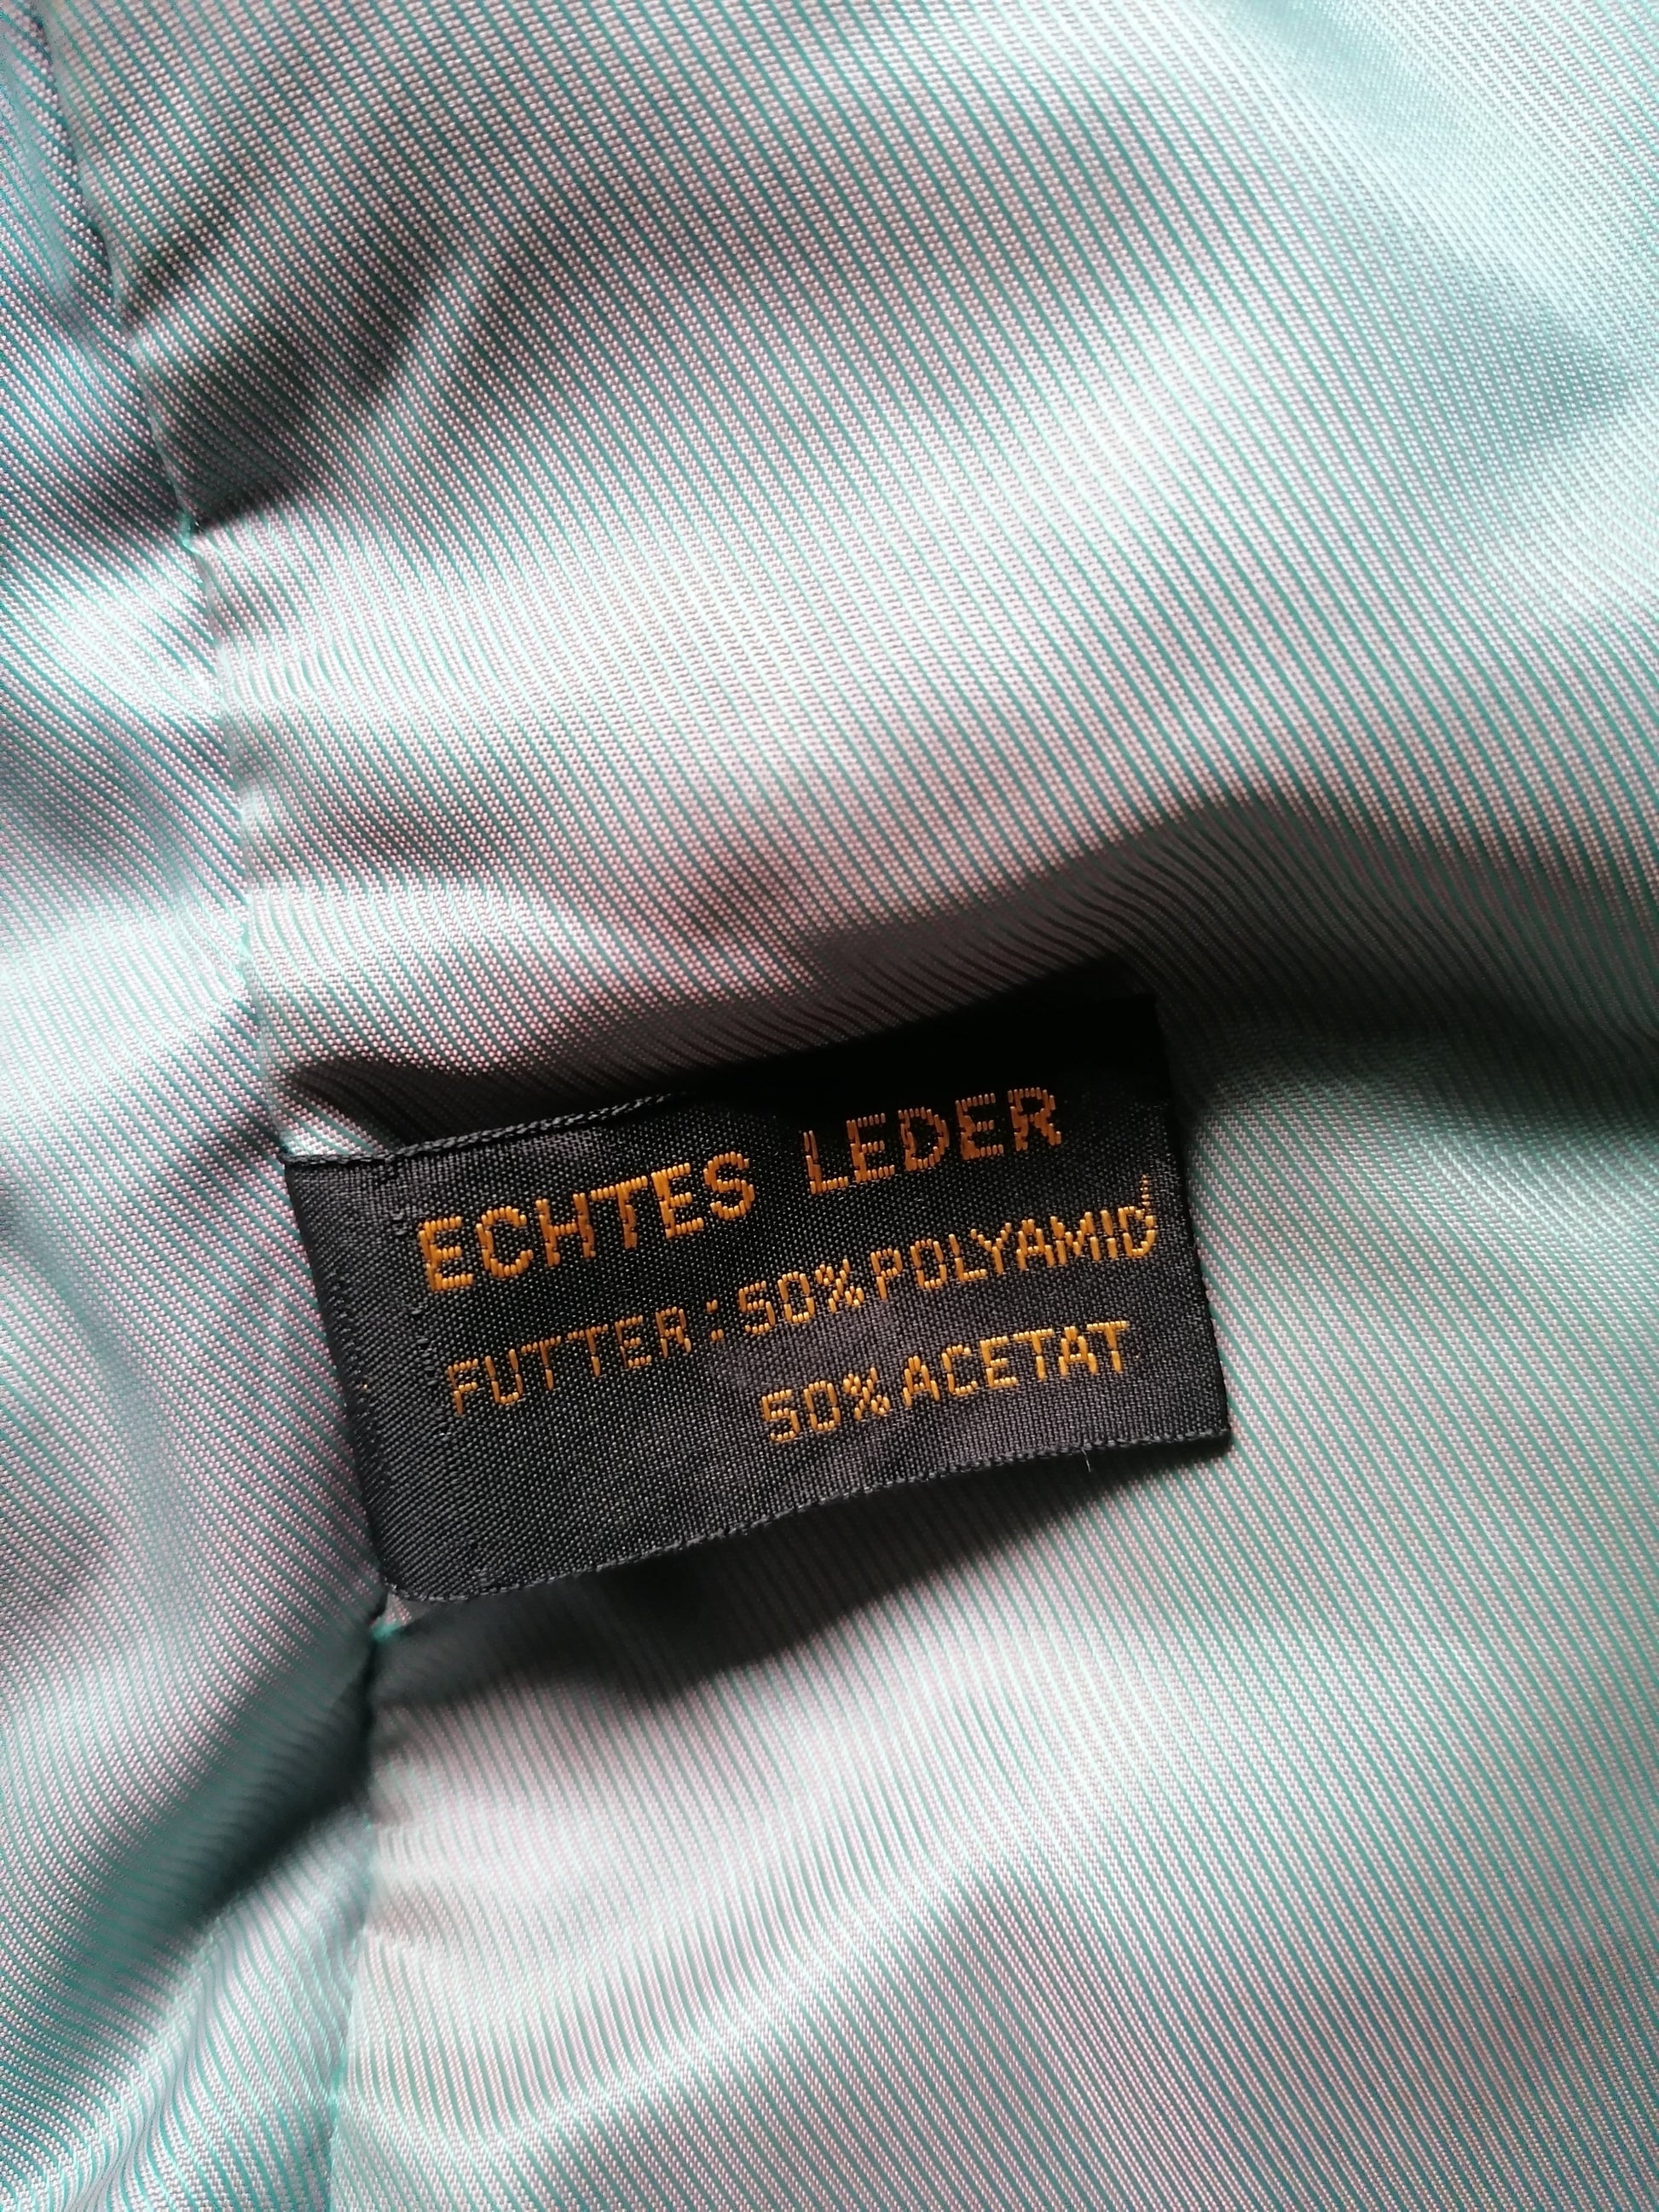 ECHTES LEDER
FUTTER: 50% POLYAMID
50% ACETAT